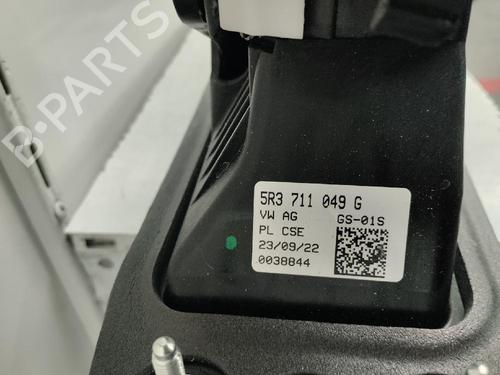 B-PARTS
5R3 711 049 G
VW AG GS-01S
PL CSE
23/09/22
0038844